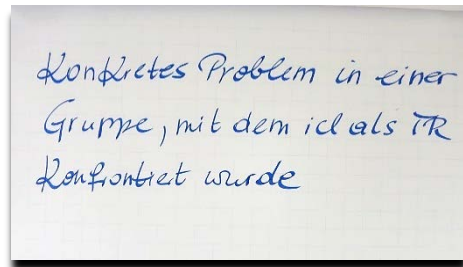 Konkretes Problem in einer
Gruppe, mit dem ich als TR
Konfrontiert wurde